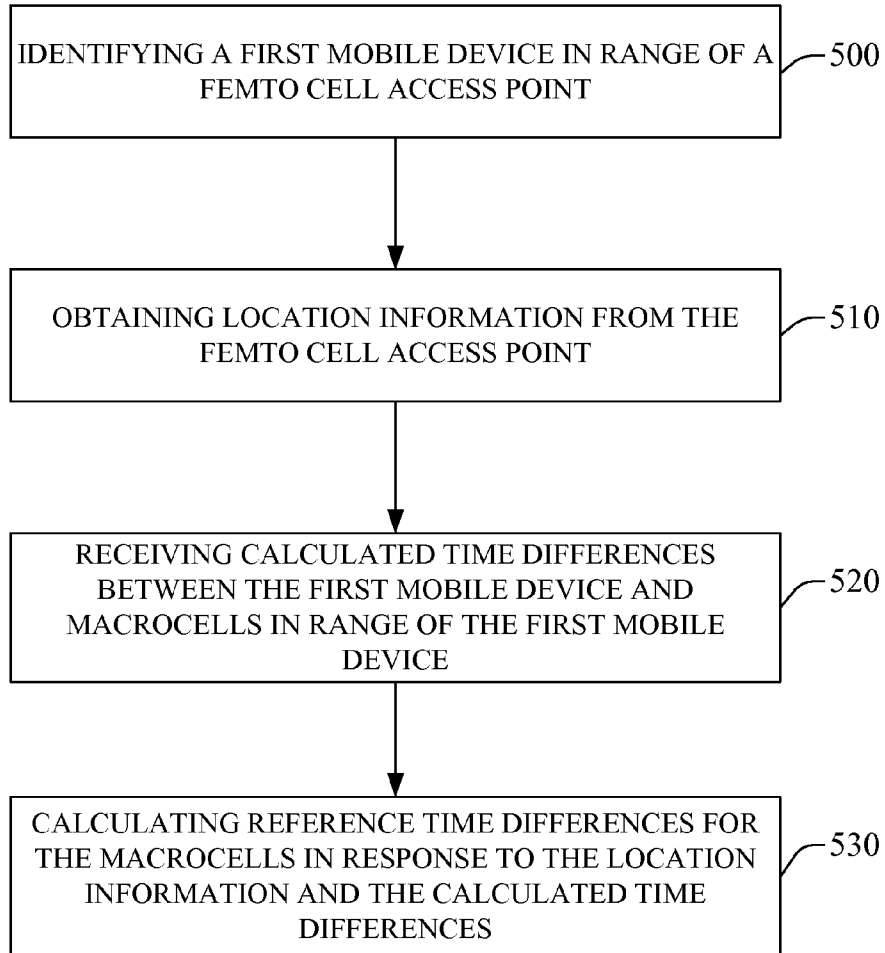 IDENTIFYING A FIRST MOBILE DEVICE IN RANGE OF A
FEMTO CELL ACCESS POINT
500
OBTAINING LOCATION INFORMATION FROM THE
FEMTO CELL ACCESS POINT
510
RECEIVING CALCULATED TIME DIFFERENCES
BETWEEN THE FIRST MOBILE DEVICE AND
MACROCELLS IN RANGE OF THE FIRST MOBILE
DEVICE
520
CALCULATING REFERENCE TIME DIFFERENCES FOR
THE MACROCELLS IN RESPONSE TO THE LOCATION
INFORMATION AND THE CALCULATED TIME
DIFFERENCES
530